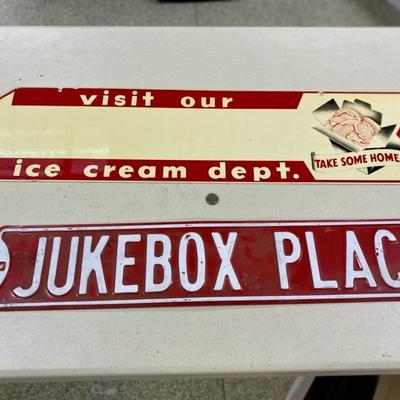 visit our
ice cream dept.
TAKE SOME HOME
JUKEBOX PLAC